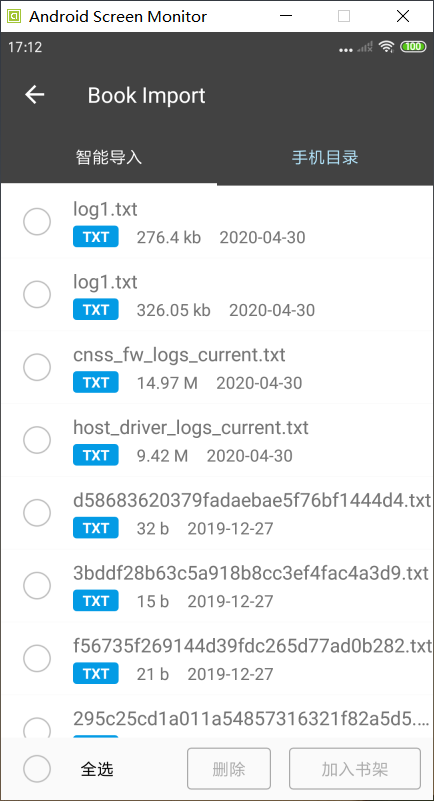 Android Screen Monitor
17:12
100
Book Import
智能导入
手机目录
log1.txt
TXT 276.4 kb 2020-04-30
log1.txt
TXT 326.05 kb 2020-04-30
cnss_fw_logs_current.txt
TXT 14.97 M 2020-04-30
host_driver_logs_current.txt
TXT 9.42 M 2020-04-30
d58683620379fadaebae5f76bf1444d4.txt
TXT 32 b 2019-12-27
3bddf28b63c5a918b8cc3ef4fac4a3d9.txt
TXT 15 b 2019-12-27
f56735f269144d39fdc265d77ad0b282.txt
TXT 21 b 2019-12-27
295c25cd1a011a54857316321f82a5d5....
全选 删除 加入书架